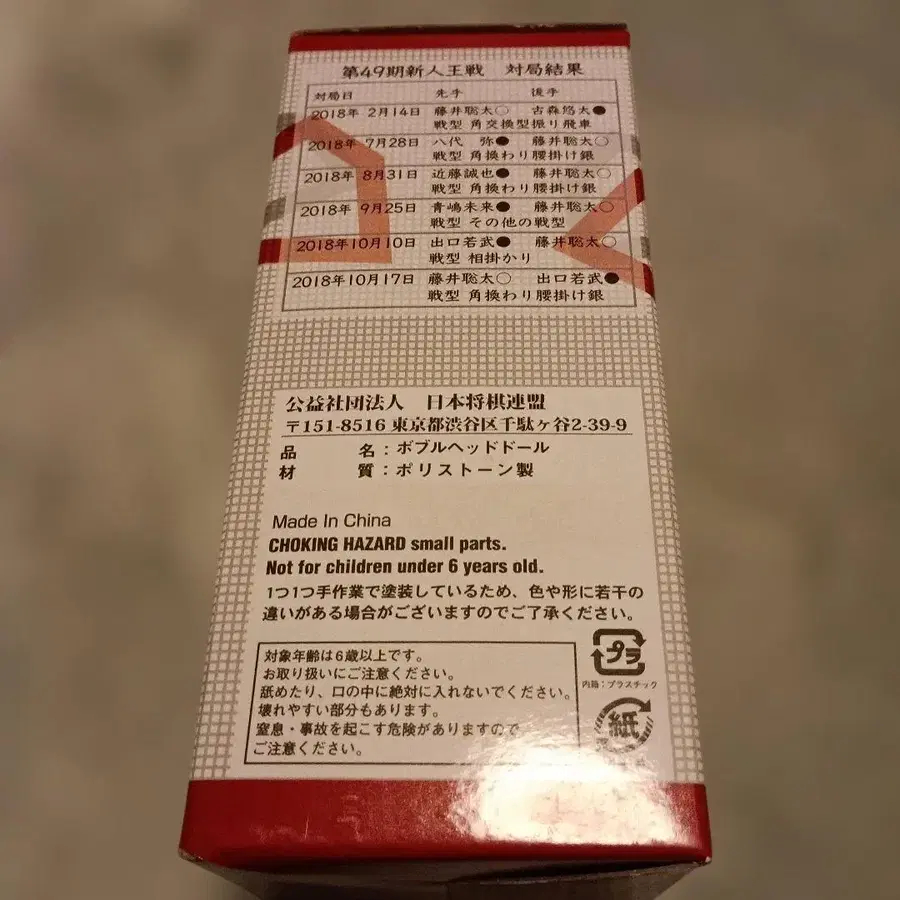 第49期新人王戦 対局結果
対局日 先手 後手
2018年 2月14日 藤井聡太○ 古森悠太●
戦型 角交換型振り飛車
2018年 7月28日 八代 弥● 藤井聡太○
戦型 角換わり腰掛け銀
2018年 8月31日 近藤誠也● 藤井聡太○
戦型 角換わり腰掛け銀
2018年 9月25日 青嶋未来● 藤井聡太○
戦型 その他の戦型
2018年10月10日 出口若武● 藤井聡太○
戦型 相掛かり
2018年10月17日 藤井聡太○ 出口若武●
戦型 角換わり腰掛け銀
公益社団法人 日本将棋連盟
〒151-8516 東京都渋谷区千駄ヶ谷2-39-9
品 名:ボブルヘッドドール
材 質:ポリストーン製
Made In China
CHOKING HAZARD small parts.
Not for children under 6 years old.
1つ1つ手作業で塗装しているため、色や形に若干の
違いがある場合がございますのでご了承ください。
対象年齢は6歳以上です。
お取り扱いにご注意ください。
舐めたり、口の中に絶対に入れないでください。
壊れやすい部分もあります。
窒息・事故を起こす危険がありますので
ご注意ください。
プラ
内箱:プラスチック
紙